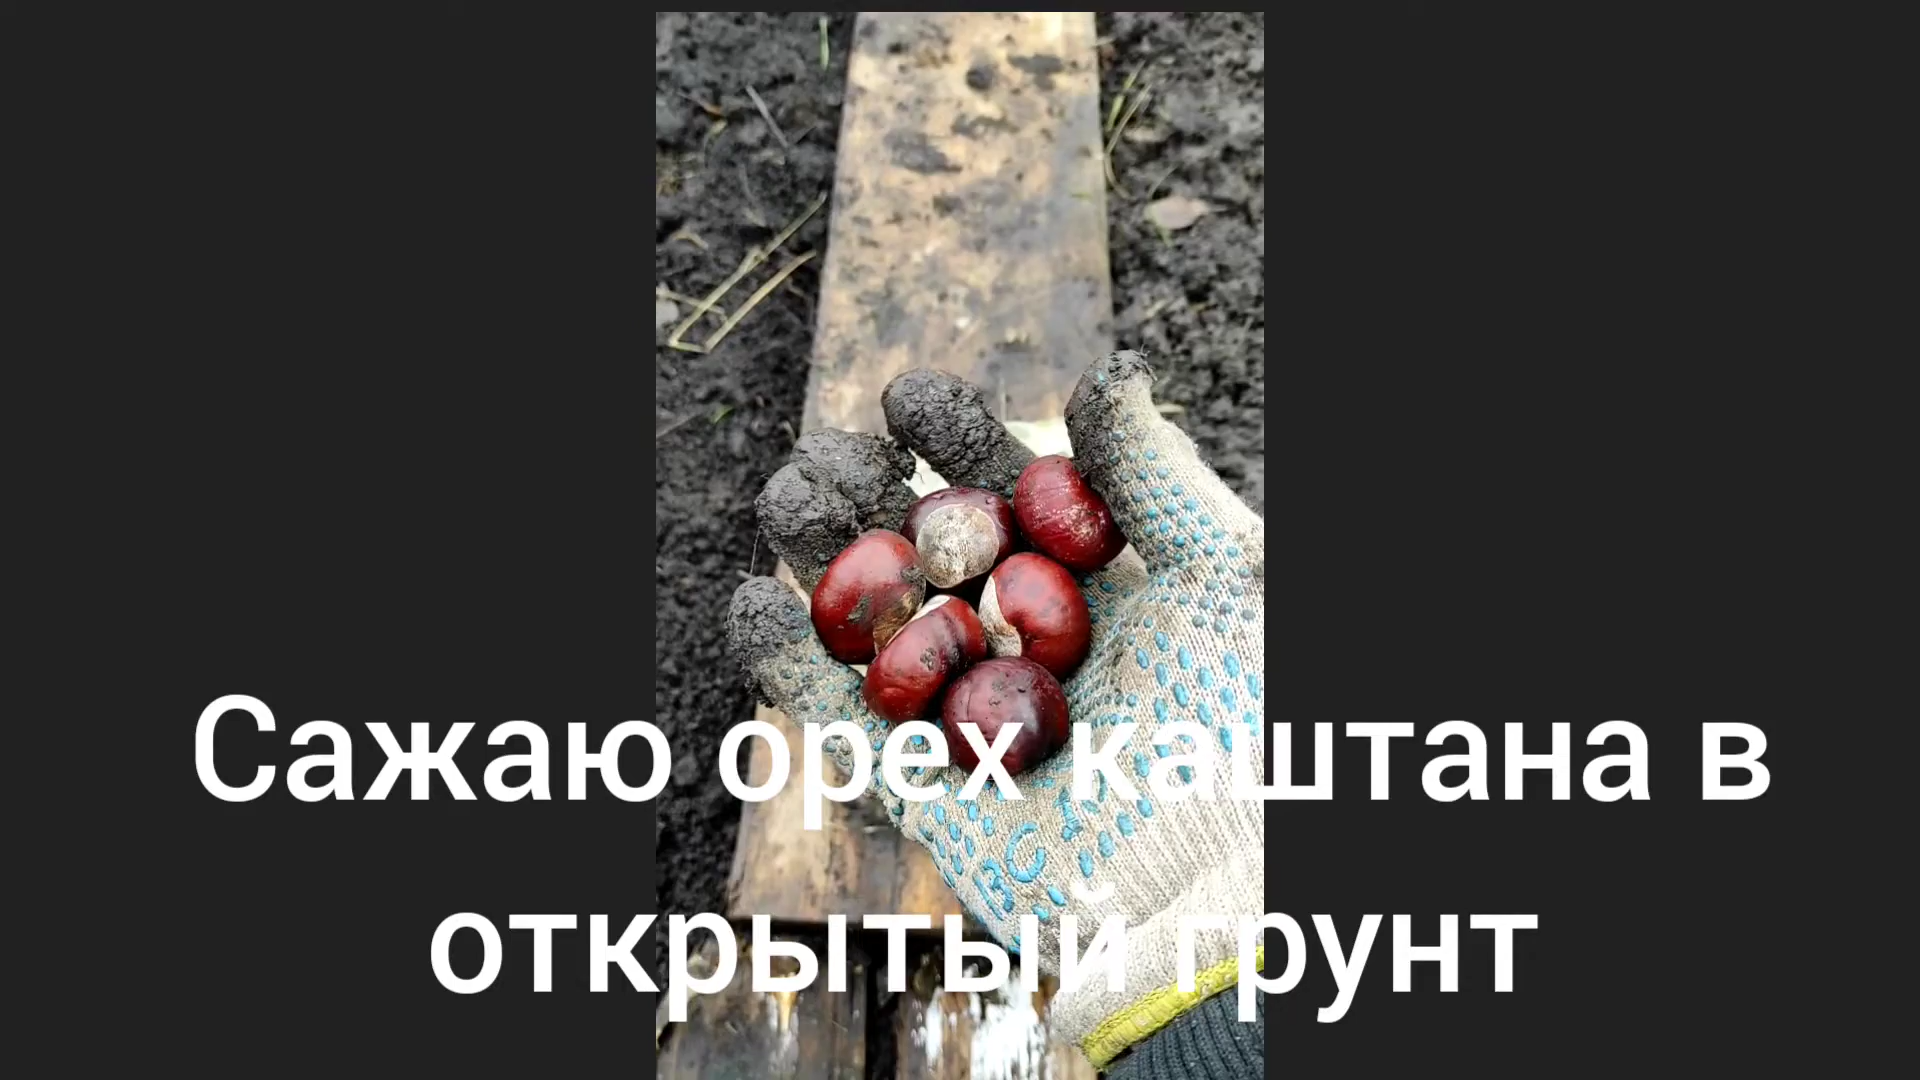 Сажаю орех каштана в
открытый грунт